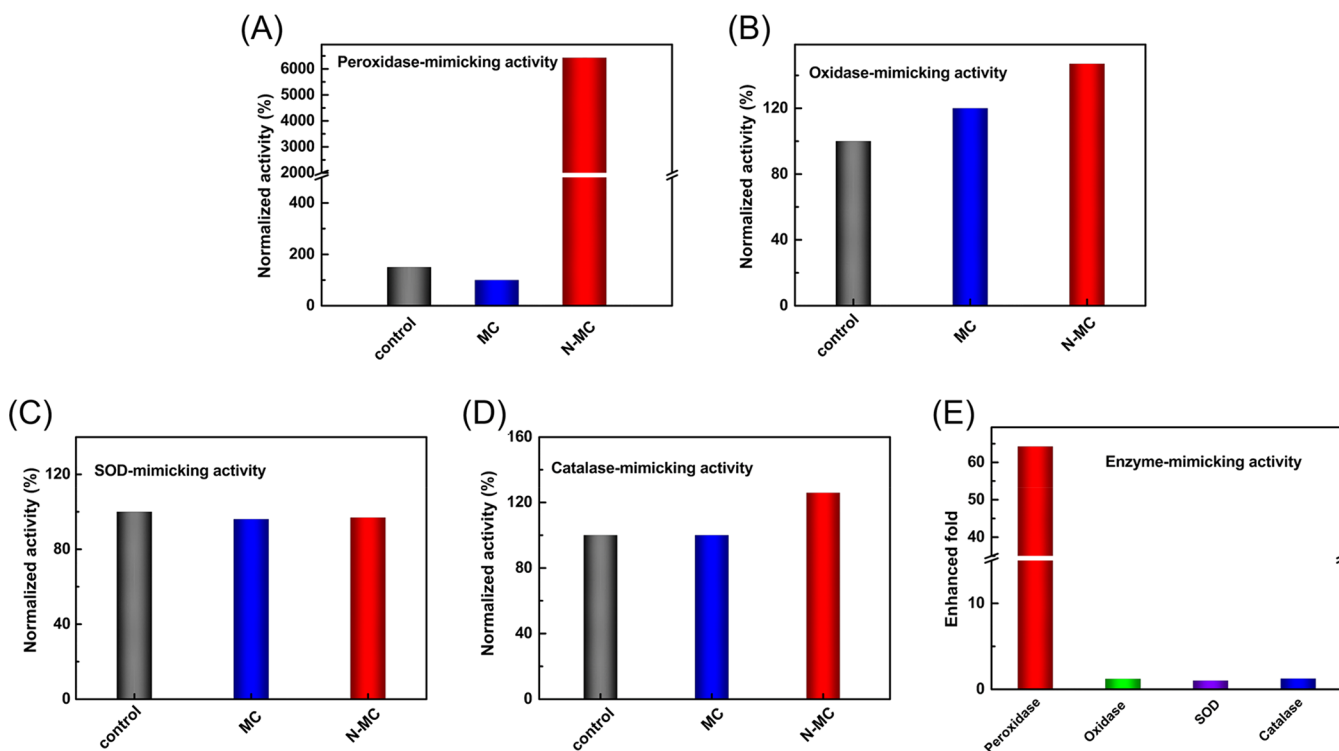 (A)
Peroxidase-mimicking activity
Normalized activity (%)
6000
5000
4000
3000
2000
400
200
0
control
MC
N-MC
(B)
Oxidase-mimicking activity
Normalized activity (%)
120
80
40
0
control
MC
N-MC
(C)
SOD-mimicking activity
Normalized activity (%)
120
80
40
0
control
MC
N-MC
(D)
Catalase-mimicking activity
Normalized activity (%)
160
120
80
40
0
control
MC
N-MC
(E)
Enzyme-mimicking activity
Enhanced fold
60
50
40
10
0
Peroxidase
Oxidase
SOD
Catalase